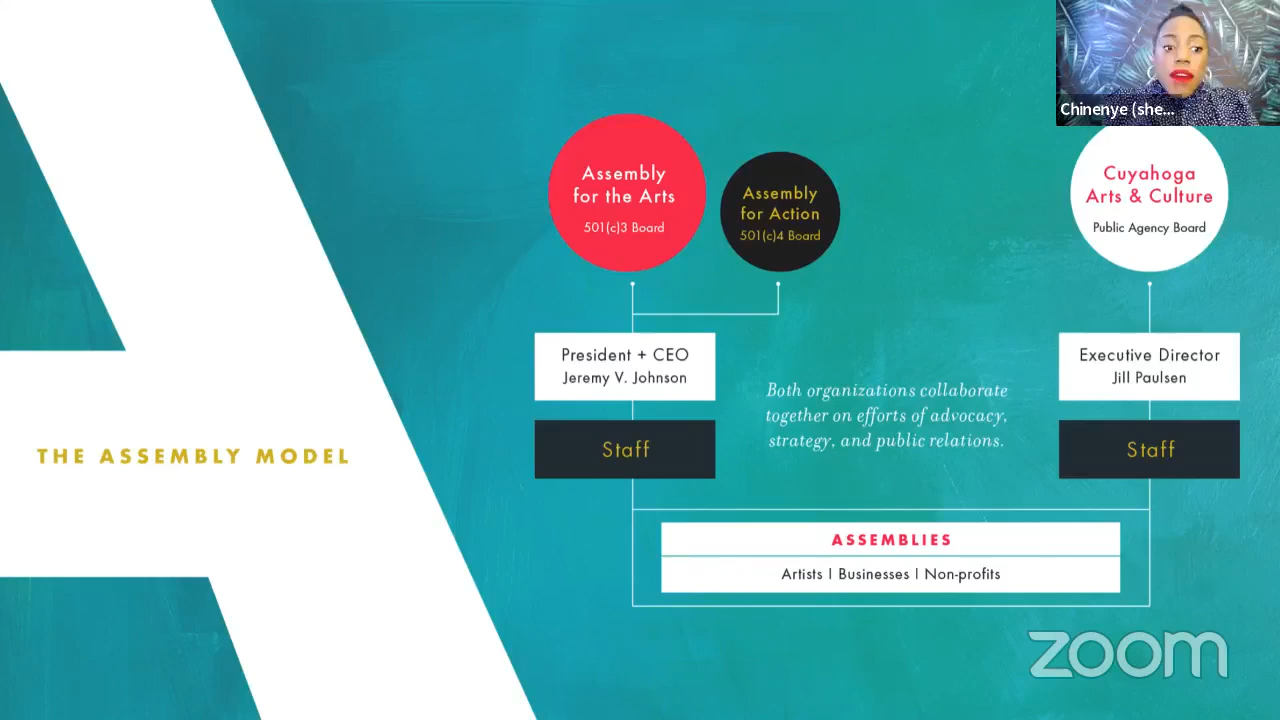 Chinenye (she...
Assembly
for the Arts
501(c)3 Board
Assembly
for Action
501(c)4 Board
Cuyahoga
Arts & Culture
Public Agency Board
President + CEO
Jeremy V. Johnson
Executive Director
Jill Paulsen
Both organizations collaborate
together on efforts of advocacy,
strategy, and public relations.
Staff
Staff
THE ASSEMBLY MODEL
ASSEMBLIES
Artists | Businesses | Non-profits
zoom